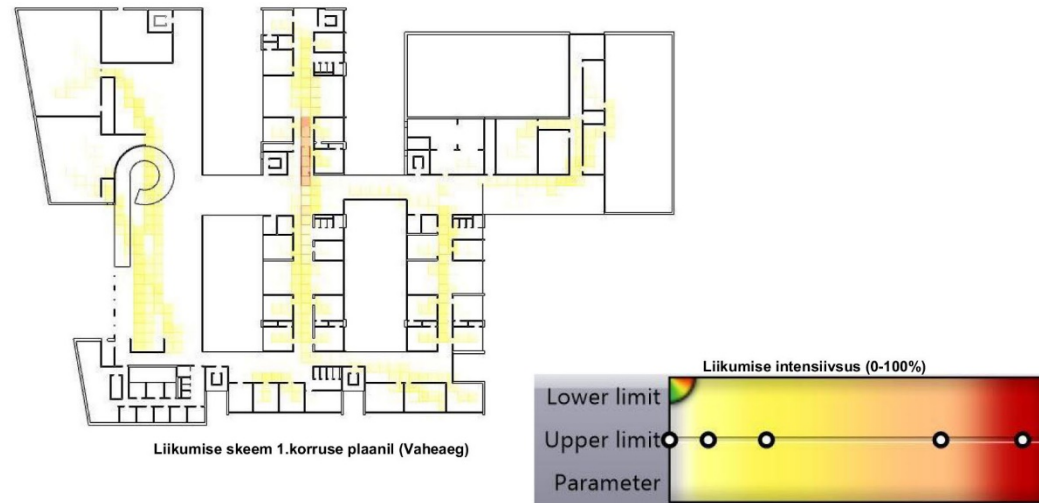 Liikumise skeem 1.korruse plaanil (Vaheaeg)
Liikumise intensiivsus (0-100%)
Lower limit
Upper limit
Parameter